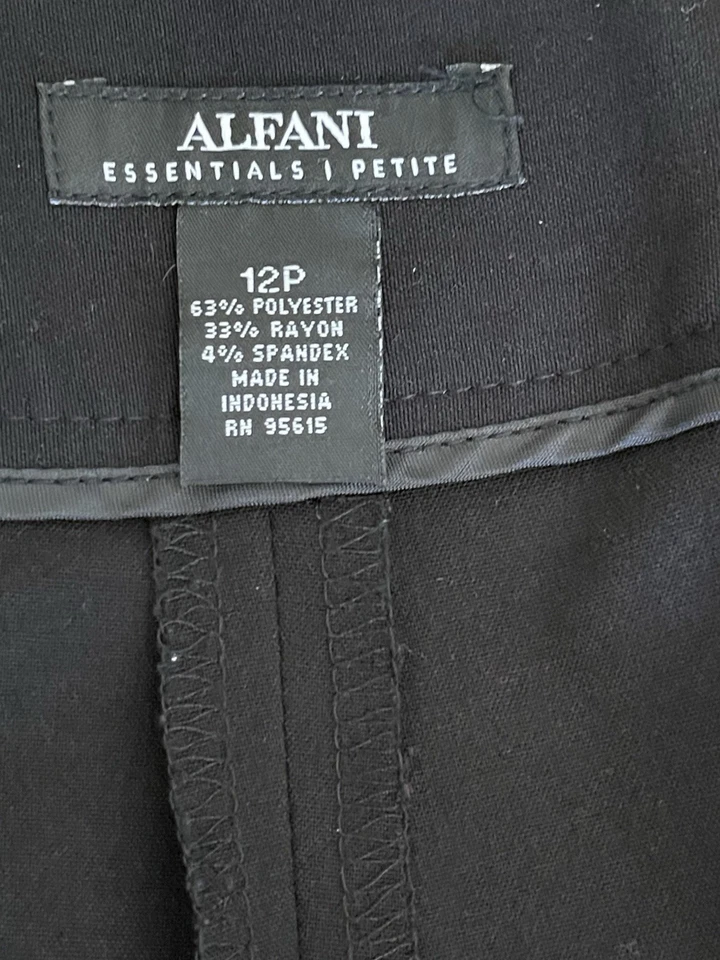 ALFANI
ESSENTIALS | PETITE
12P
63% POLYESTER
33% RAYON
4% SPANDEX
MADE IN
INDONESIA
RN 95615